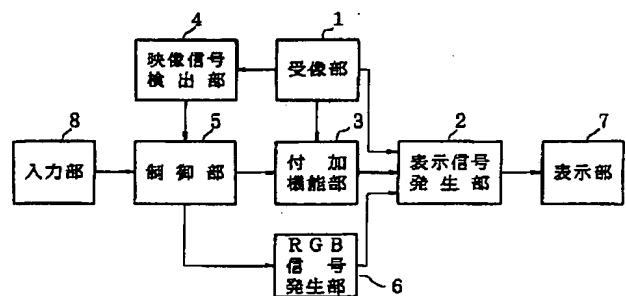 4
1
映像信号
検出部
受像部
8
5
3
2
7
入力部
制御部
付加
機能部
表示信号
発生部
表示部
RGB
信号
発生部
6